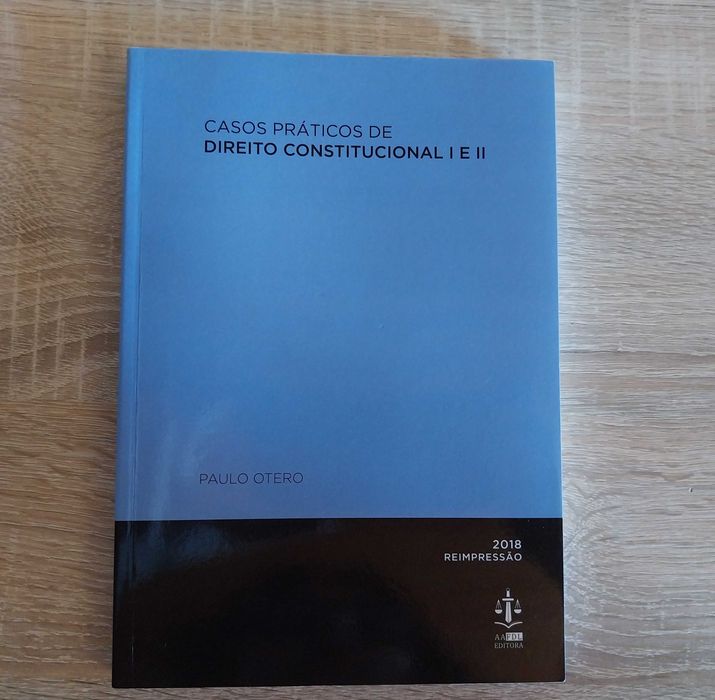 CASOS PRÁTICOS DE
DIREITO CONSTITUCIONAL I E II
PAULO OTERO
2018
REIMPRESSÃO
AAFDL
EDITORA